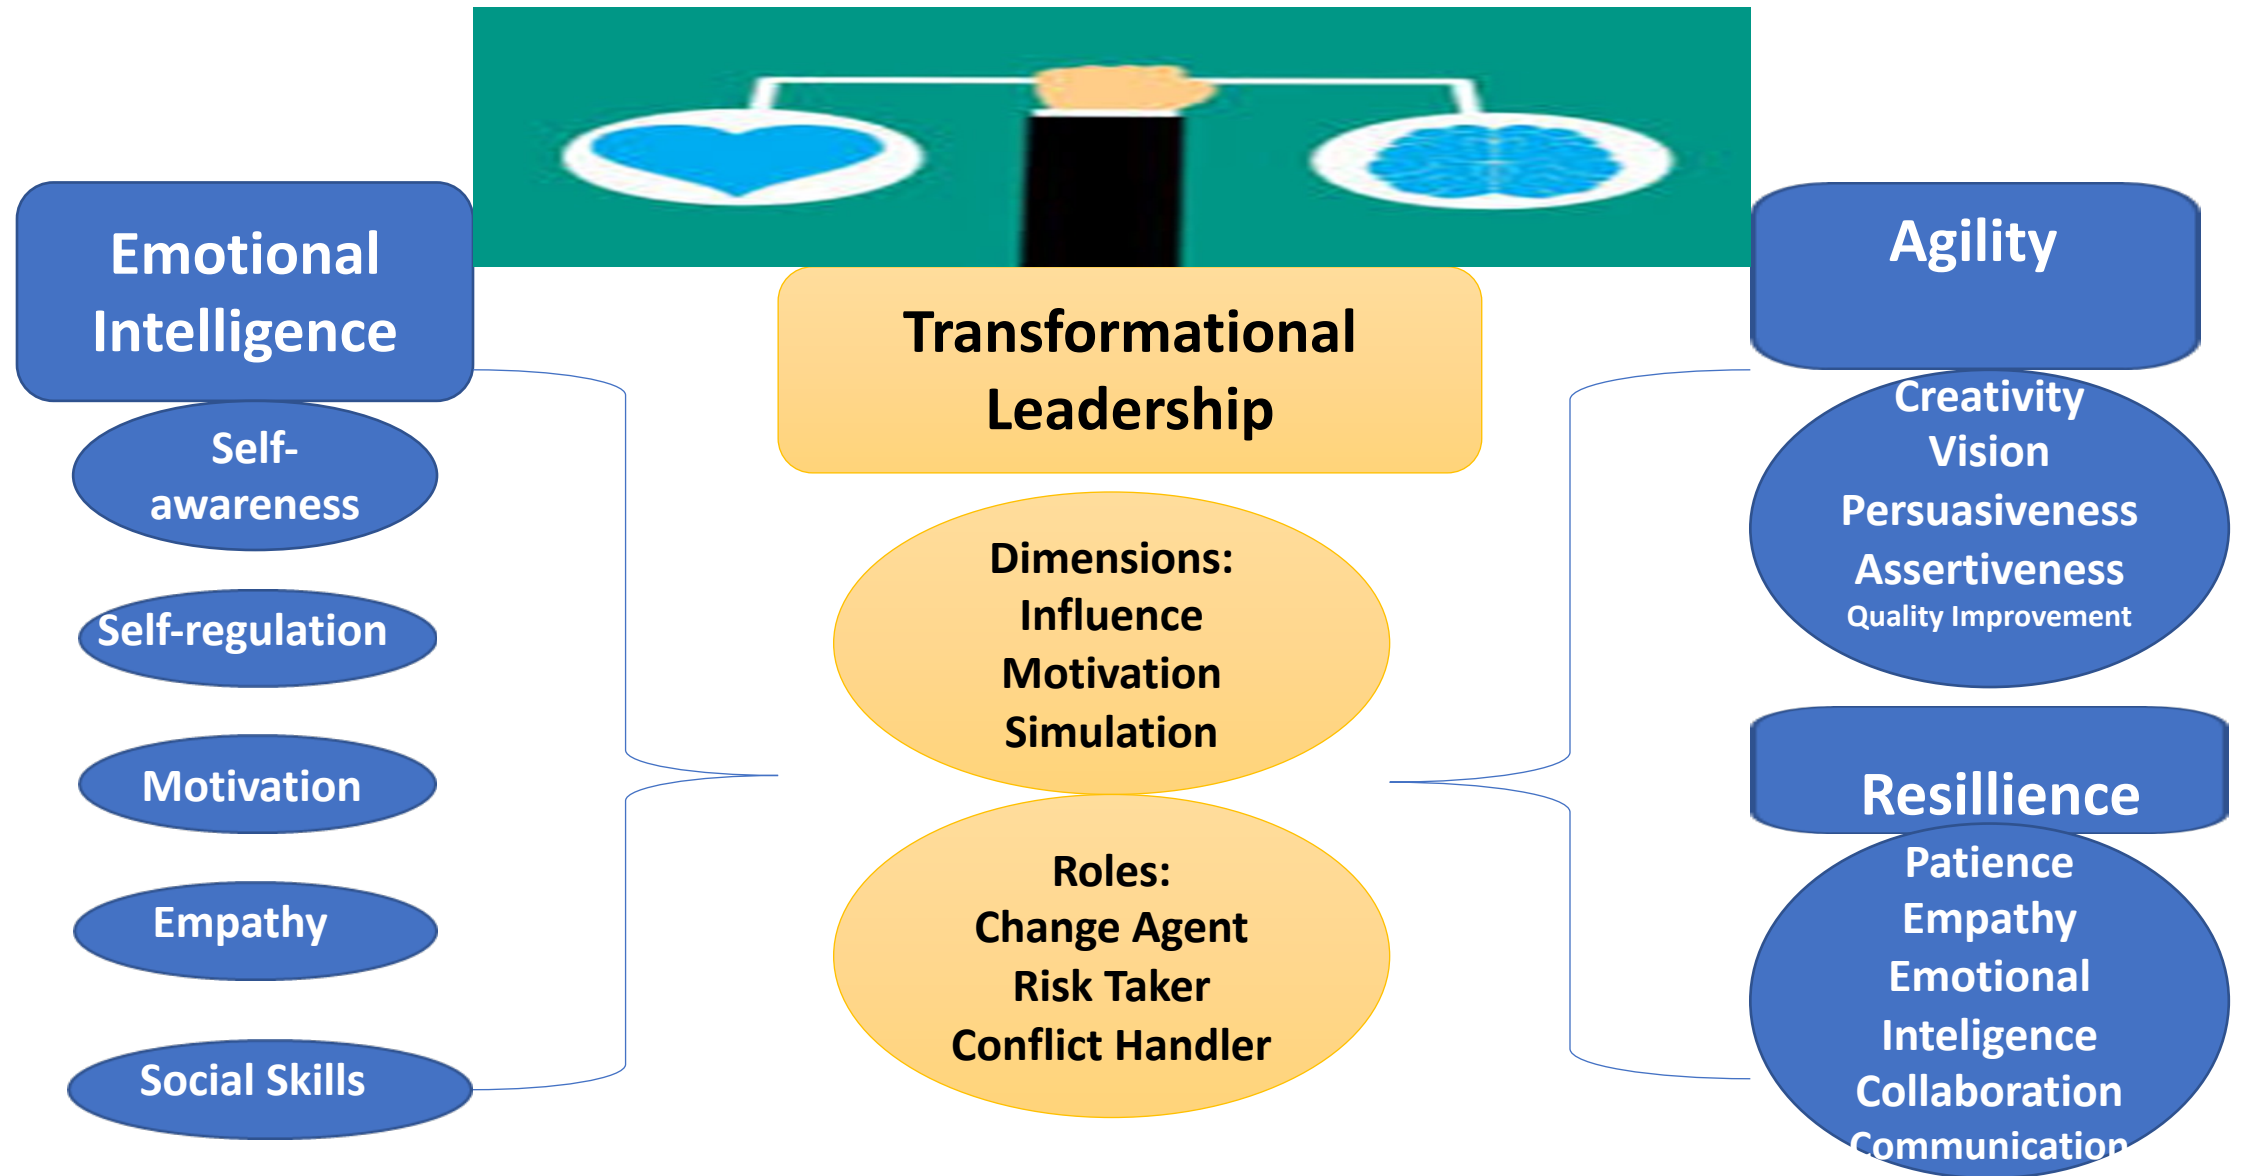 Emotional
Intelligence
Self-
awareness
Self-regulation
Motivation
Empathy
Social Skills
Transformational
Leadership
Dimensions:
Influence
Motivation
Simulation
Roles:
Change Agent
Risk Taker
Conflict Handler
Agility
Creativity
Vision
Persuasiveness
Assertiveness
Quality Improvement
Resillience
Patience
Empathy
Emotional
Inteligence
Collaboration
Communication